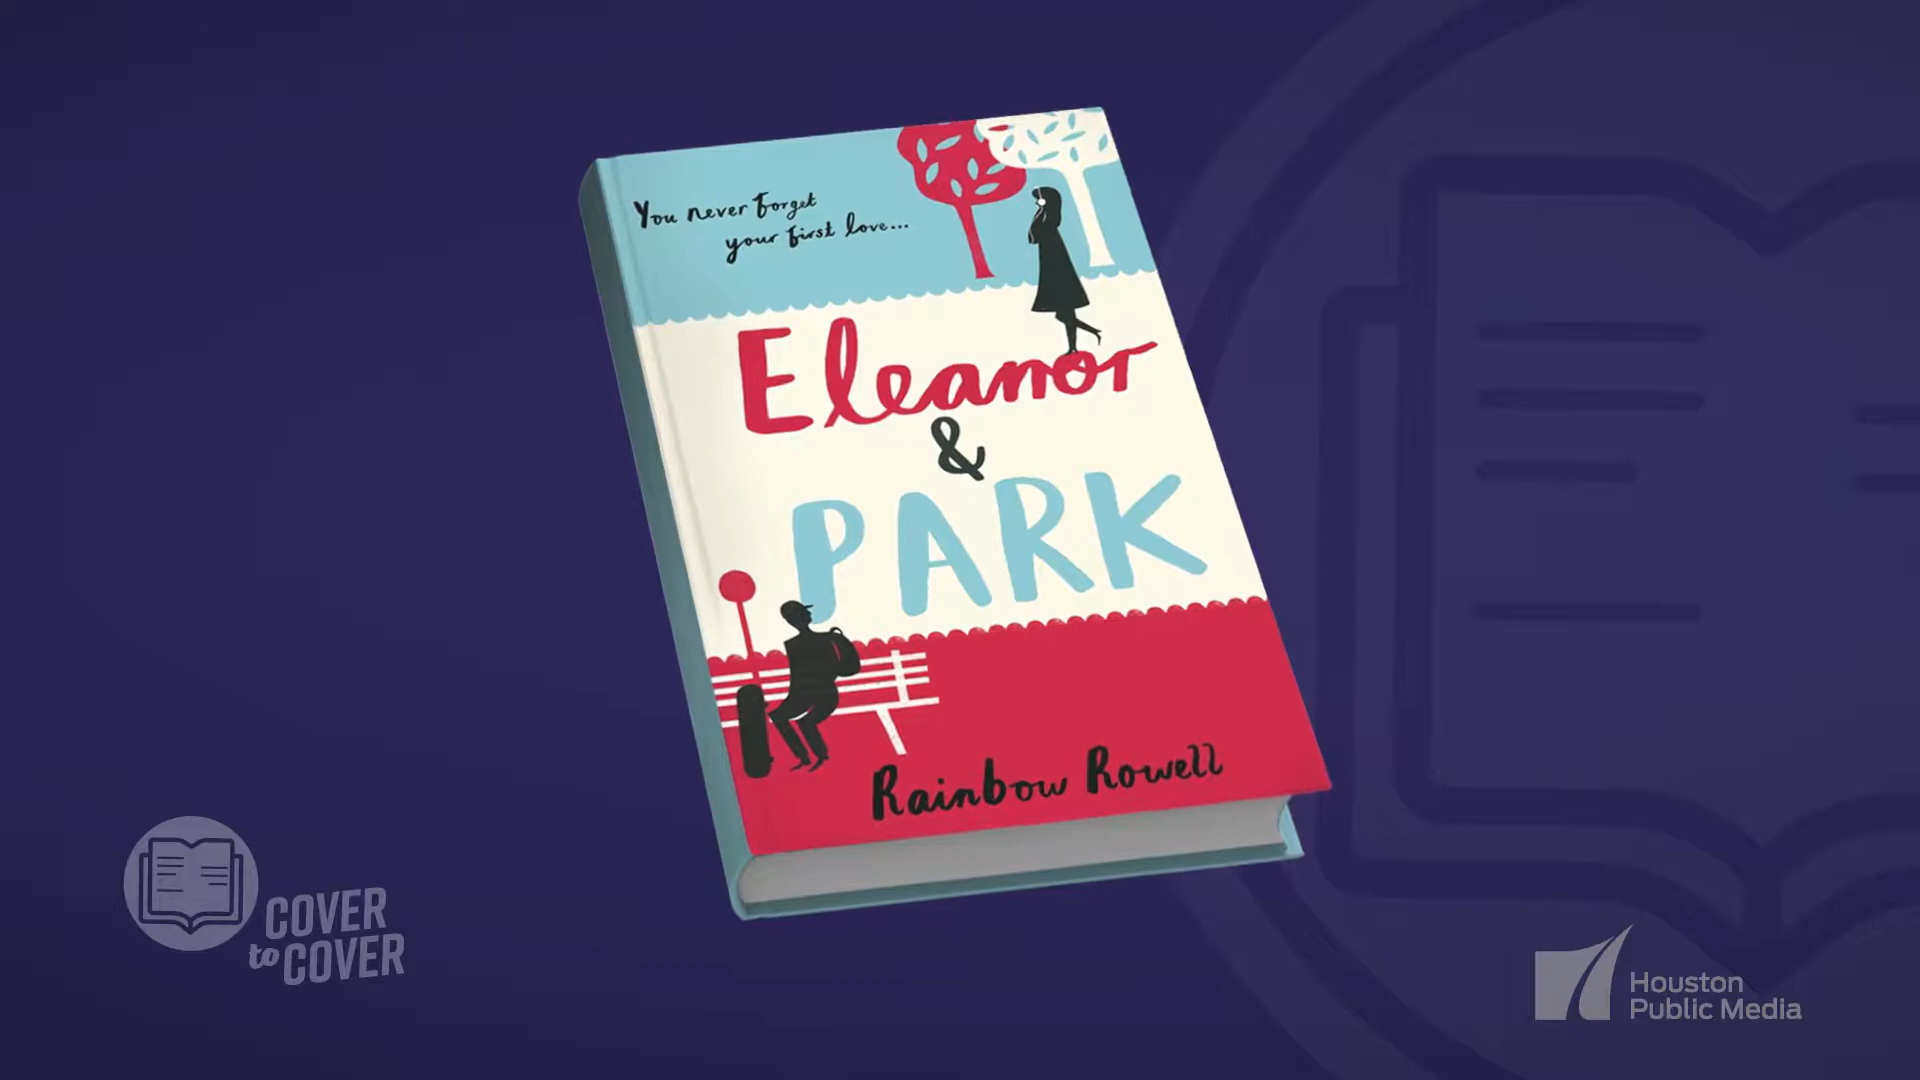 You never forget
your first love...
Eleanor
&
PARK
Rainbow Rowell
COVER
to COVER
Houston
Public Media